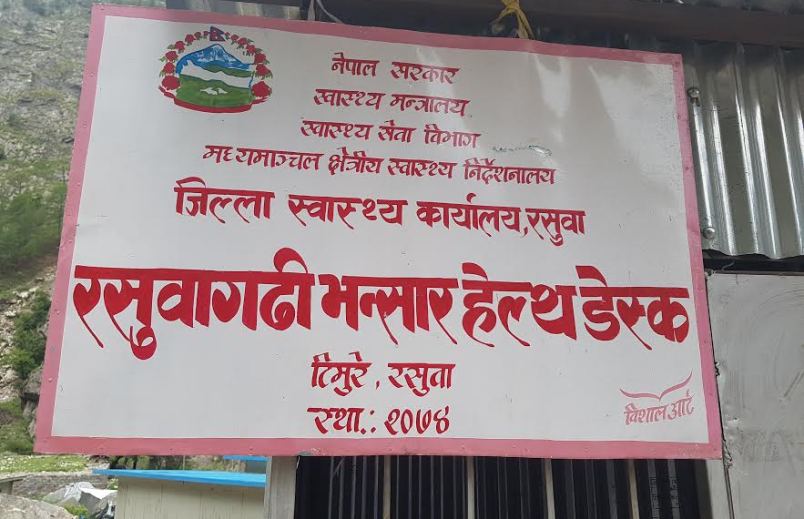 नेपाल सरकार
स्वास्थ्य मन्त्रालय
स्वास्थ्य सेवा विभाग
मध्यमाञ्चल क्षेत्रीय स्वास्थ्य निर्देशनालय
जिल्ला स्वास्थ्य कार्यालय, रसुवा
रसुवागढी भन्सार हेल्थ डेस्क
टिमुरे, रसुवा
स्था.: २०७४
विशाल आर्ट